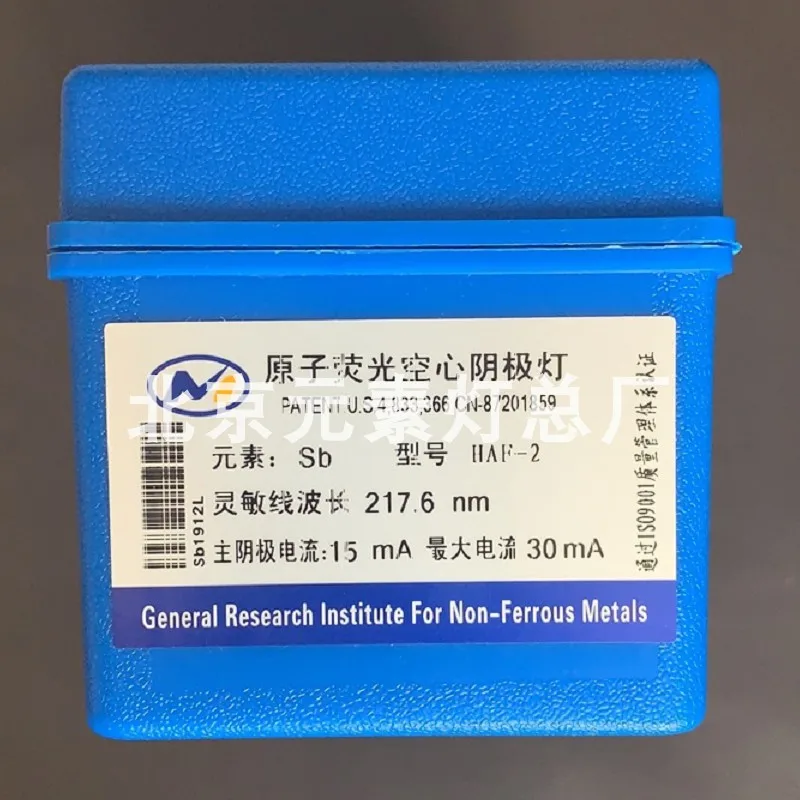 原子荧光空心阴极灯
PATENT U.S 4,833,366 CN-87201859
北京元素灯总厂
元素: Sb 型号 HAF-2
灵敏线波长 217.6 nm
主阴极电流:15 mA 最大电流 30mA
Sb1912L
通过ISO9001质量管理体系认证
General Research Institute For Non-Ferrous Metals